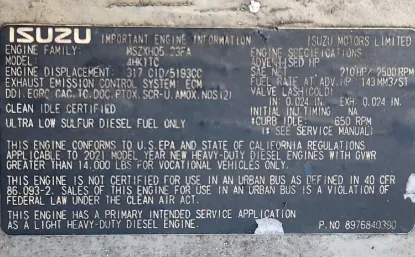 ISUZU IMPORTANT ENGINE INFORMATION ISUZU MOTORS LIMITED
ENGINE FAMILY: MSZXH05.23FA ENGINE SPECIFICATIONS
MODEL: 4HK1TC ADVERTISED HP
ENGINE DISPLACEMENT: 317 CID/5193CC SAE NET 210HP/2500RPM
EXHAUST EMISSION CONTROL SYSTEM: ECM FUEL RATE AT ADV.HP 143MM3/ST
DDI,EGRC,CAC,TC,DOC,PTOX,SCR-U,AMOX,NOS(2) VALVE LASH(COLD)
IN: 0.024 IN. EXH: 0.024 IN.
CLEAN IDLE CERTIFIED INITIAL INJ TIMING
*CURB IDLE: 650 RPM
ULTRA LOW SULFUR DIESEL FUEL ONLY (* SEE SERVICE MANUAL)
THIS ENGINE CONFORMS TO U.S.EPA AND STATE OF CALIFORNIA REGULATIONS
APPLICABLE TO 2021 MODEL YEAR NEW HEAVY-DUTY DIESEL ENGINES WITH GVWR
GREATER THAN 14,000 LBS FOR VOCATIONAL VEHICLES ONLY.
THIS ENGINE IS NOT CERTIFIED FOR USE IN AN URBAN BUS AS DEFINED IN 40 CFR
86.093-2. SALES OF THIS ENGINE FOR USE IN AN URBAN BUS IS A VIOLATION OF
FEDERAL LAW UNDER THE CLEAN AIR ACT.
THIS ENGINE HAS A PRIMARY INTENDED SERVICE APPLICATION
AS A LIGHT HEAVY-DUTY DIESEL ENGINE. P.NO 8976840390